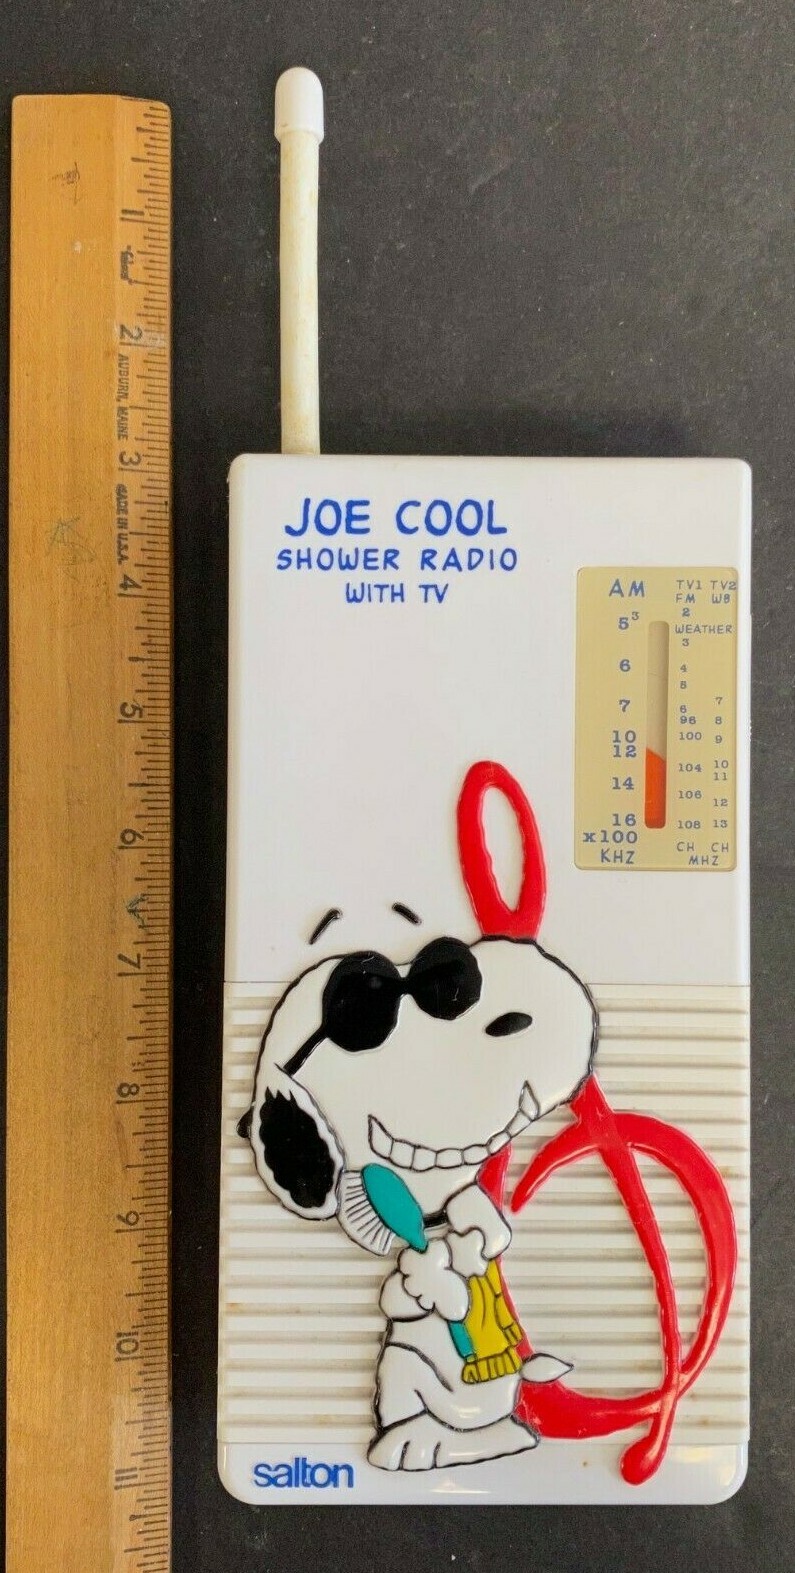 JOE COOL
SHOWER RADIO
WITH TV
AM TV1 TV2
FM WB
2
5³ WEATHER
3
6 4
5
7 6 7
96 8
10 100 9
12
104 10
14 11
106 12
16 108 13
x100 CH CH
KHZ MHZ
salton
1
2
AUBURN, MAINE
3
MADE IN U.S.A.
4
5
6
7
8
9
10
11